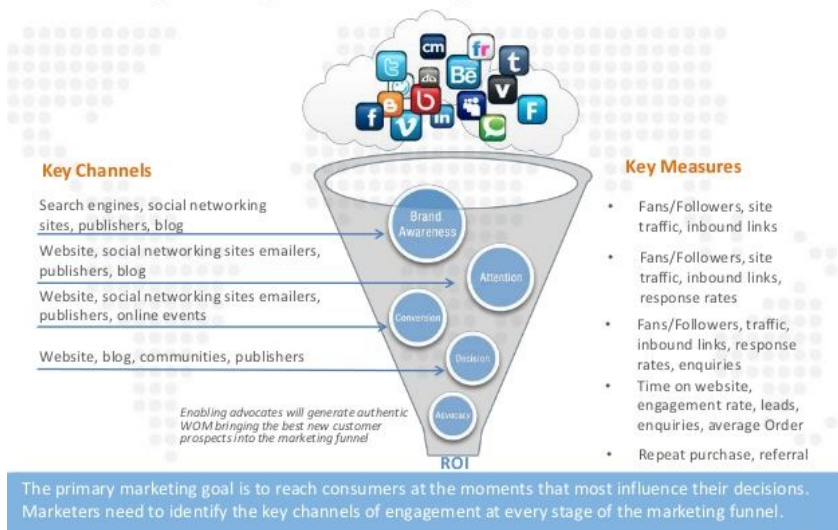 cm
fr
t
t
Bē
v
f
B
b
in
F
v
Key Channels
Key Measures
Search engines, social networking
sites, publishers, blog
Website, social networking sites emailers,
publishers, blog
Website, social networking sites emailers,
publishers, online events
Website, blog, communities, publishers
Enabling advocates will generate authentic
WOM bringing the best new customer
prospects into the marketing funnel
Brand
Awareness
Attention
Conversion
Decision
Advocacy
ROI
• Fans/Followers, site
traffic, inbound links
• Fans/Followers, site
traffic, inbound links,
response rates
• Fans/Followers, traffic,
inbound links, response
rates, enquiries
• Time on website,
engagement rate, leads,
enquiries, average Order
• Repeat purchase, referral
The primary marketing goal is to reach consumers at the moments that most influence their decisions.
Marketers need to identify the key channels of engagement at every stage of the marketing funnel.